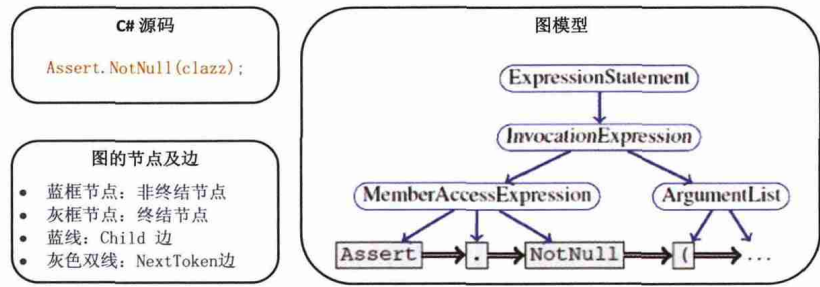 C# 源码
Assert.NotNull(clazz);
图的节点及边
• 蓝框节点：非终结节点
• 灰框节点：终结节点
• 蓝线：Child 边
• 灰色双线：NextToken边
图模型
ExpressionStatement
InvocationExpression
MemberAccessExpression ArgumentList
Assert . NotNull ( ...